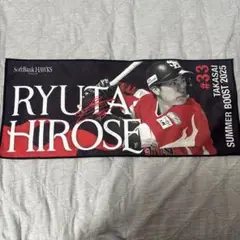 SoftBank HAWKS
RYUTA
HIROSE
#33
TAKASAI
SUMMER BOOST 2025